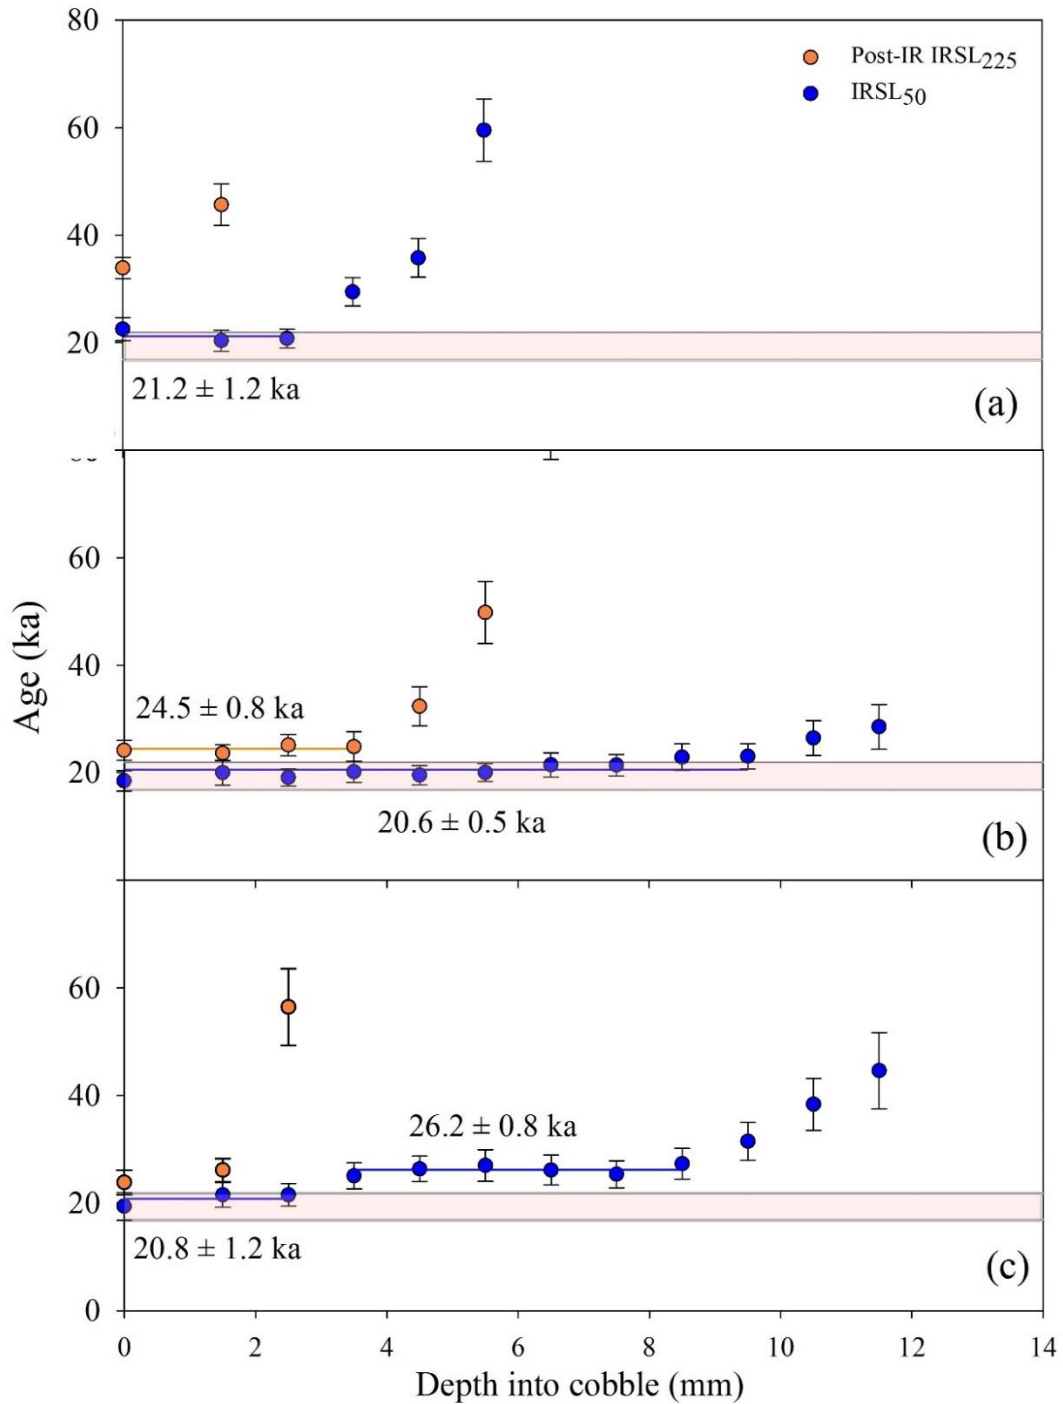 80
Post-IR IRSL225
IRSL50
60
40
20
21.2 ± 1.2 ka
(a)
60
40
24.5 ± 0.8 ka
20
20.6 ± 0.5 ka
(b)
Age (ka)
60
40
26.2 ± 0.8 ka
20
20.8 ± 1.2 ka
(c)
0
0 2 4 6 8 10 12 14
Depth into cobble (mm)